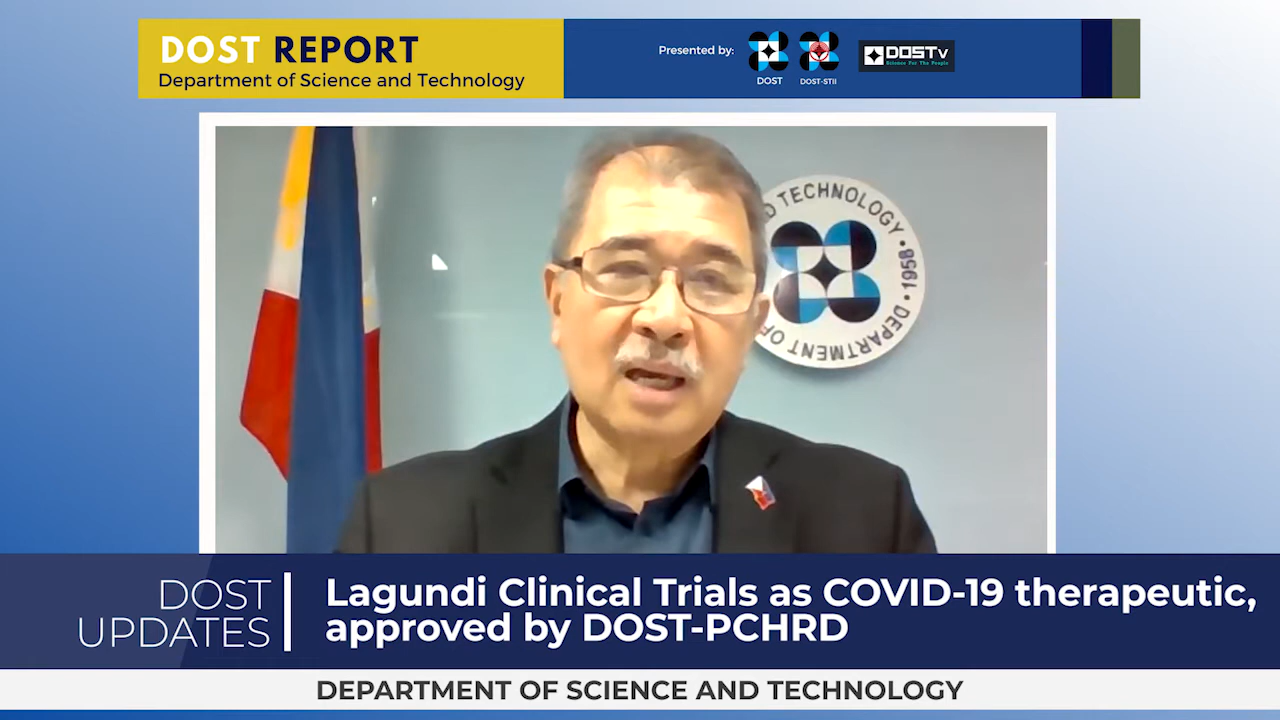 DOST REPORT
Department of Science and Technology
Presented by:
DOST
DOST-STII
DOSTv
Science For The People
D TECHNOLOGY • 1958 • DEPARTMENT OF
DOST
UPDATES
Lagundi Clinical Trials as COVID-19 therapeutic,
approved by DOST-PCHRD
DEPARTMENT OF SCIENCE AND TECHNOLOGY